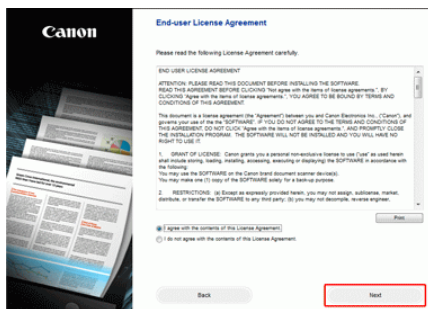 Canon
End-user License Agreement
Please read the following License Agreement carefully.
END USER LICENSE AGREEMENT
ATTENTION: PLEASE READ THIS DOCUMENT BEFORE INSTALLING THE SOFTWARE.
READ THIS AGREEMENT BEFORE CLICKING "Not agree with the items of license agreements.", BY
CLICKING "Agree with the items of license agreements.", YOU AGREE TO BE BOUND BY TERMS AND
CONDITIONS OF THIS AGREEMENT.
This document is a license agreement (the "Agreement") between you and Canon Electronics Inc., ("Canon"), and
governs your use of the the "SOFTWARE". IF YOU DO NOT AGREE TO THE TERMS AND CONDITIONS OF
THIS AGREEMENT, DO NOT CLICK "Agree with the items of license agreements.", AND PROMPTLY CLOSE
THE INSTALLATION PROGRAM. THE SOFTWARE WILL NOT BE INSTALLED AND YOU WILL HAVE NO
RIGHT TO USE IT.
1. GRANT OF LICENSE: Canon grants you a personal non-exclusive license to use ("use" as used herein
shall include storing, loading, installing, accessing, executing or displaying) the SOFTWARE in accordance with
the following:
You may use the SOFTWARE on the Canon brand document scanner device(s).
You may make one (1) copy of the SOFTWARE solely for a back-up purpose.
2. RESTRICTIONS: (a) Except as expressly provided herein, you may not assign, sublicense, market,
distribute, or transfer the SOFTWARE to any third party; (b) you may not decompile, reverse engineer,
Print
I agree with the contents of this License Agreement.
I do not agree with the contents of this License Agreement.
Back
Next